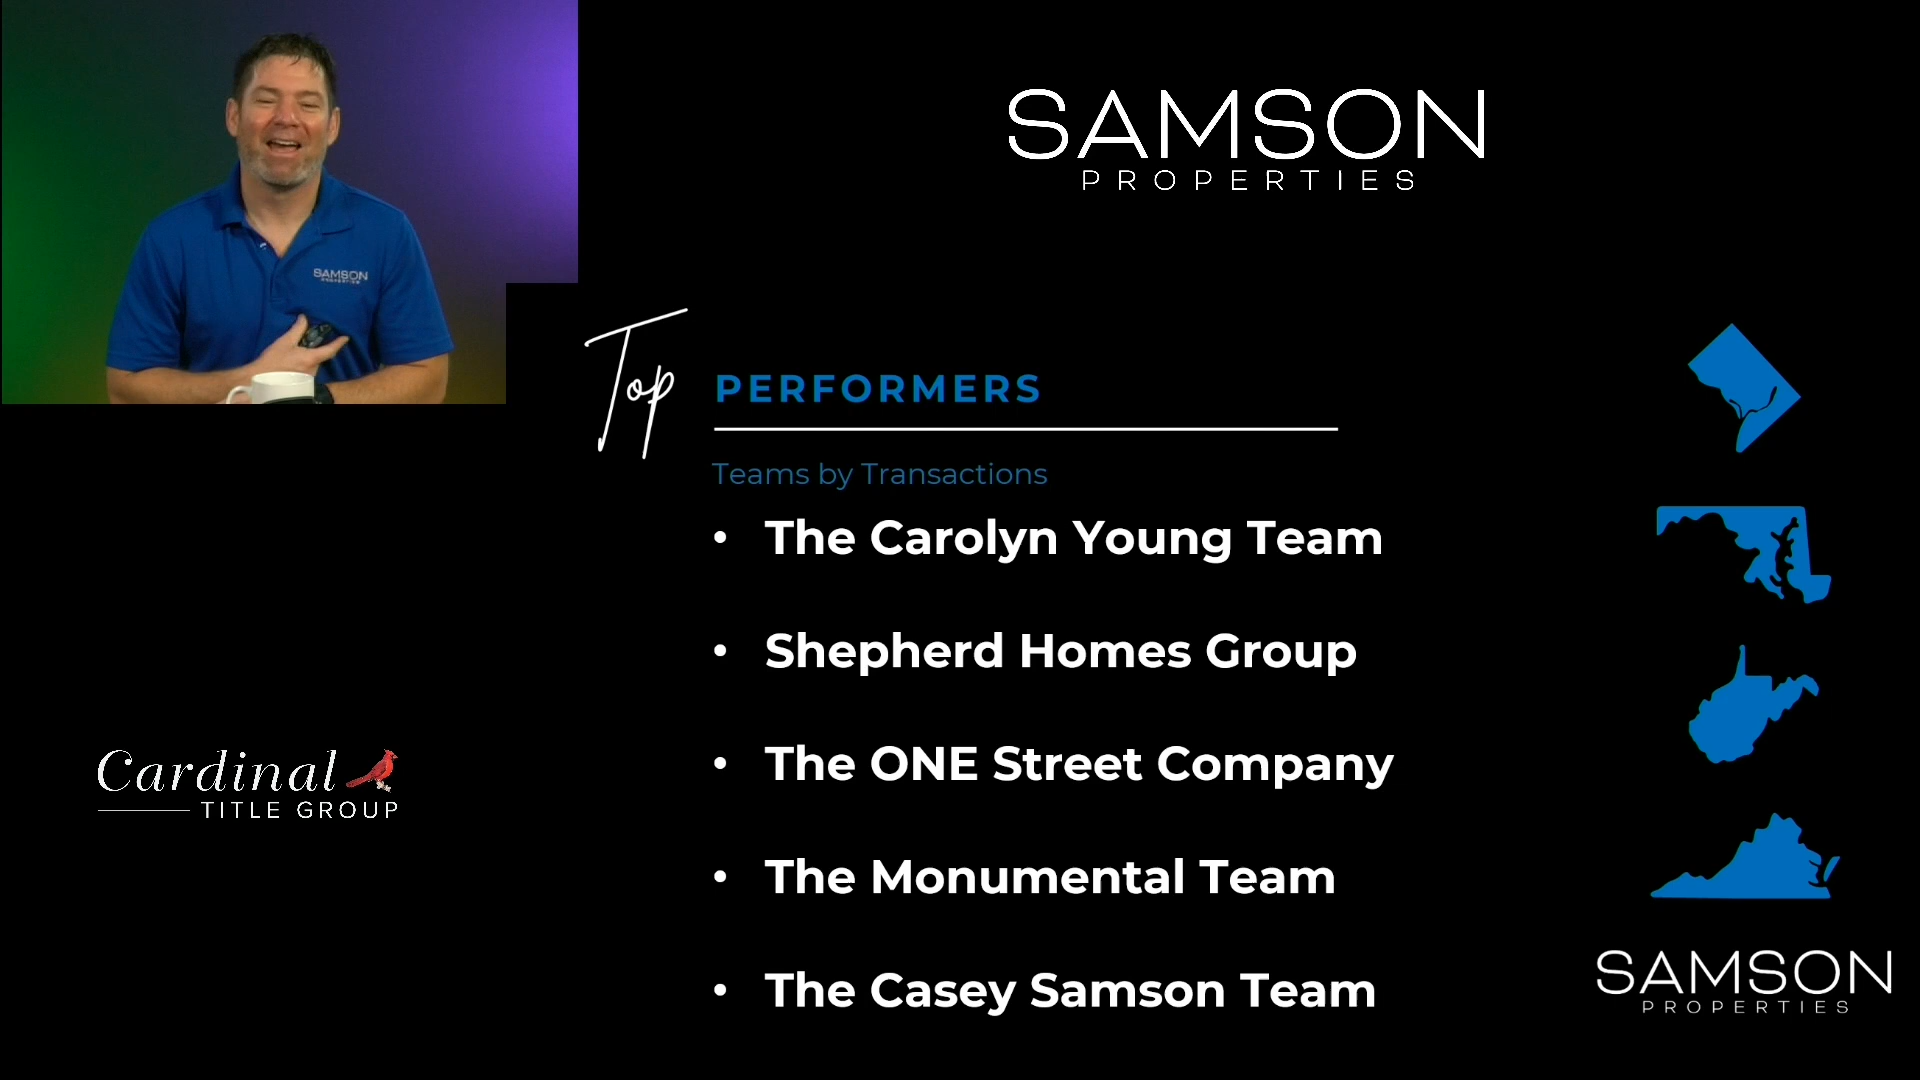 SAMSON
PROPERTIES
SAMSON
PROPERTIES
Top
PERFORMERS
Teams by Transactions
• The Carolyn Young Team
• Shepherd Homes Group
• The ONE Street Company
• The Monumental Team
• The Casey Samson Team
Cardinal
TITLE GROUP
SAMSON
PROPERTIES